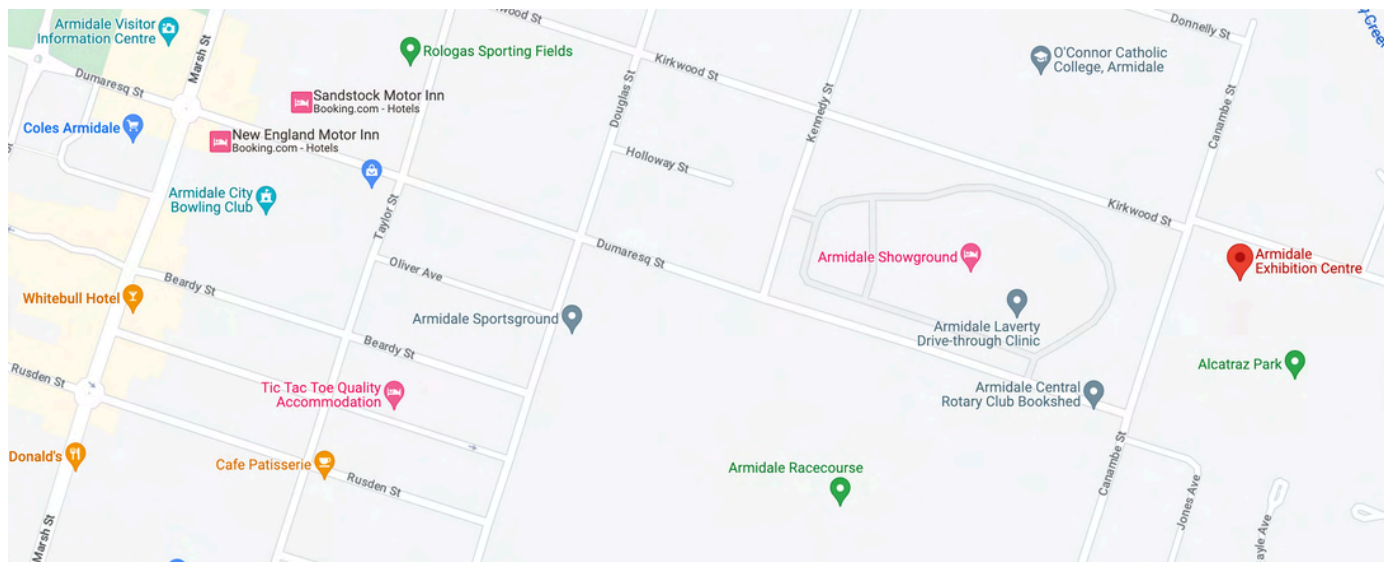 Armidale Visitor
Information Centre
Marsh St
Rologas Sporting Fields
Kirkwood St
Donnelly St
O'Connor Catholic
College, Armidale
Kirkwood St
Dumaresq St
Sandstock Motor Inn
Booking.com - Hotels
Douglas St
Kennedy St
Canambe St
Coles Armidale
New England Motor Inn
Booking.com - Hotels
Holloway St
Armidale City
Bowling Club
Taylor St
Kirkwood St
Dumaresq St
Armidale Showground
Armidale
Exhibition Centre
Oliver Ave
Beardy St
Whitebull Hotel
Armidale Sportsground
Armidale Laverty
Drive-through Clinic
Beardy St
Alcatraz Park
Rusden St
Tic Tac Toe Quality
Accommodation
Armidale Central
Rotary Club Bookshed
Donald's
Cafe Patisserie
Rusden St
Armidale Racecourse
Canambe St
Jones Ave
Marsh St
ayle Ave